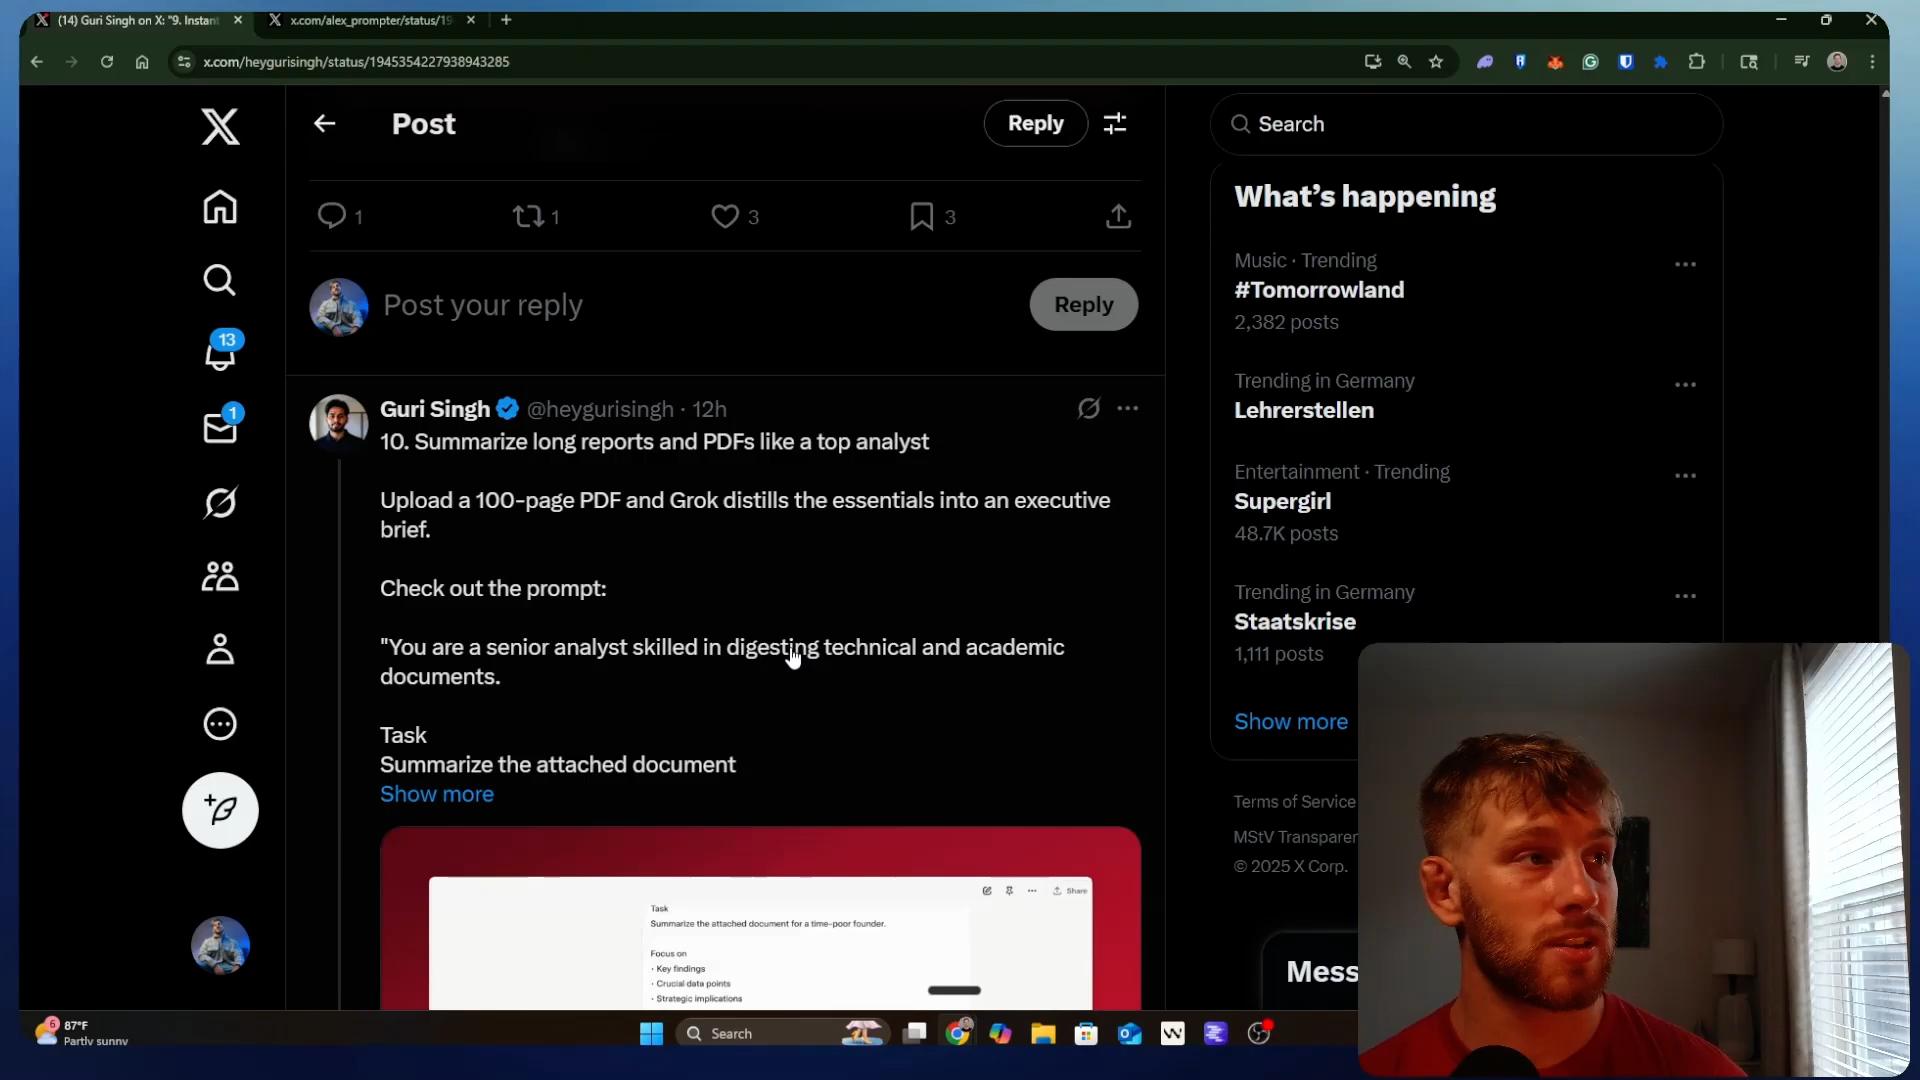 (14) Guri Singh on X: "9. Instant
x.com/alex_prompter/status/19
x.com/heygurisingh/status/1945354227938943285
Post
Reply
Search
1
1
3
3
Post your reply
Reply
13
1
Guri Singh @heygurisingh · 12h
10. Summarize long reports and PDFs like a top analyst
Upload a 100-page PDF and Grok distills the essentials into an executive
brief.
Check out the prompt:
"You are a senior analyst skilled in digesting technical and academic
documents.
Task
Summarize the attached document
Show more
Share
Task
Summarize the attached document for a time-poor founder.
Focus on
· Key findings
· Crucial data points
· Strategic implications
What's happening
Music · Trending
#Tomorrowland
2,382 posts
Trending in Germany
Lehrerstellen
Entertainment · Trending
Supergirl
48.7K posts
Trending in Germany
Staatskrise
1,111 posts
Show more
Terms of Service
MStV Transparen
© 2025 X Corp.
Mess
6
87°F
Partly sunny
Search